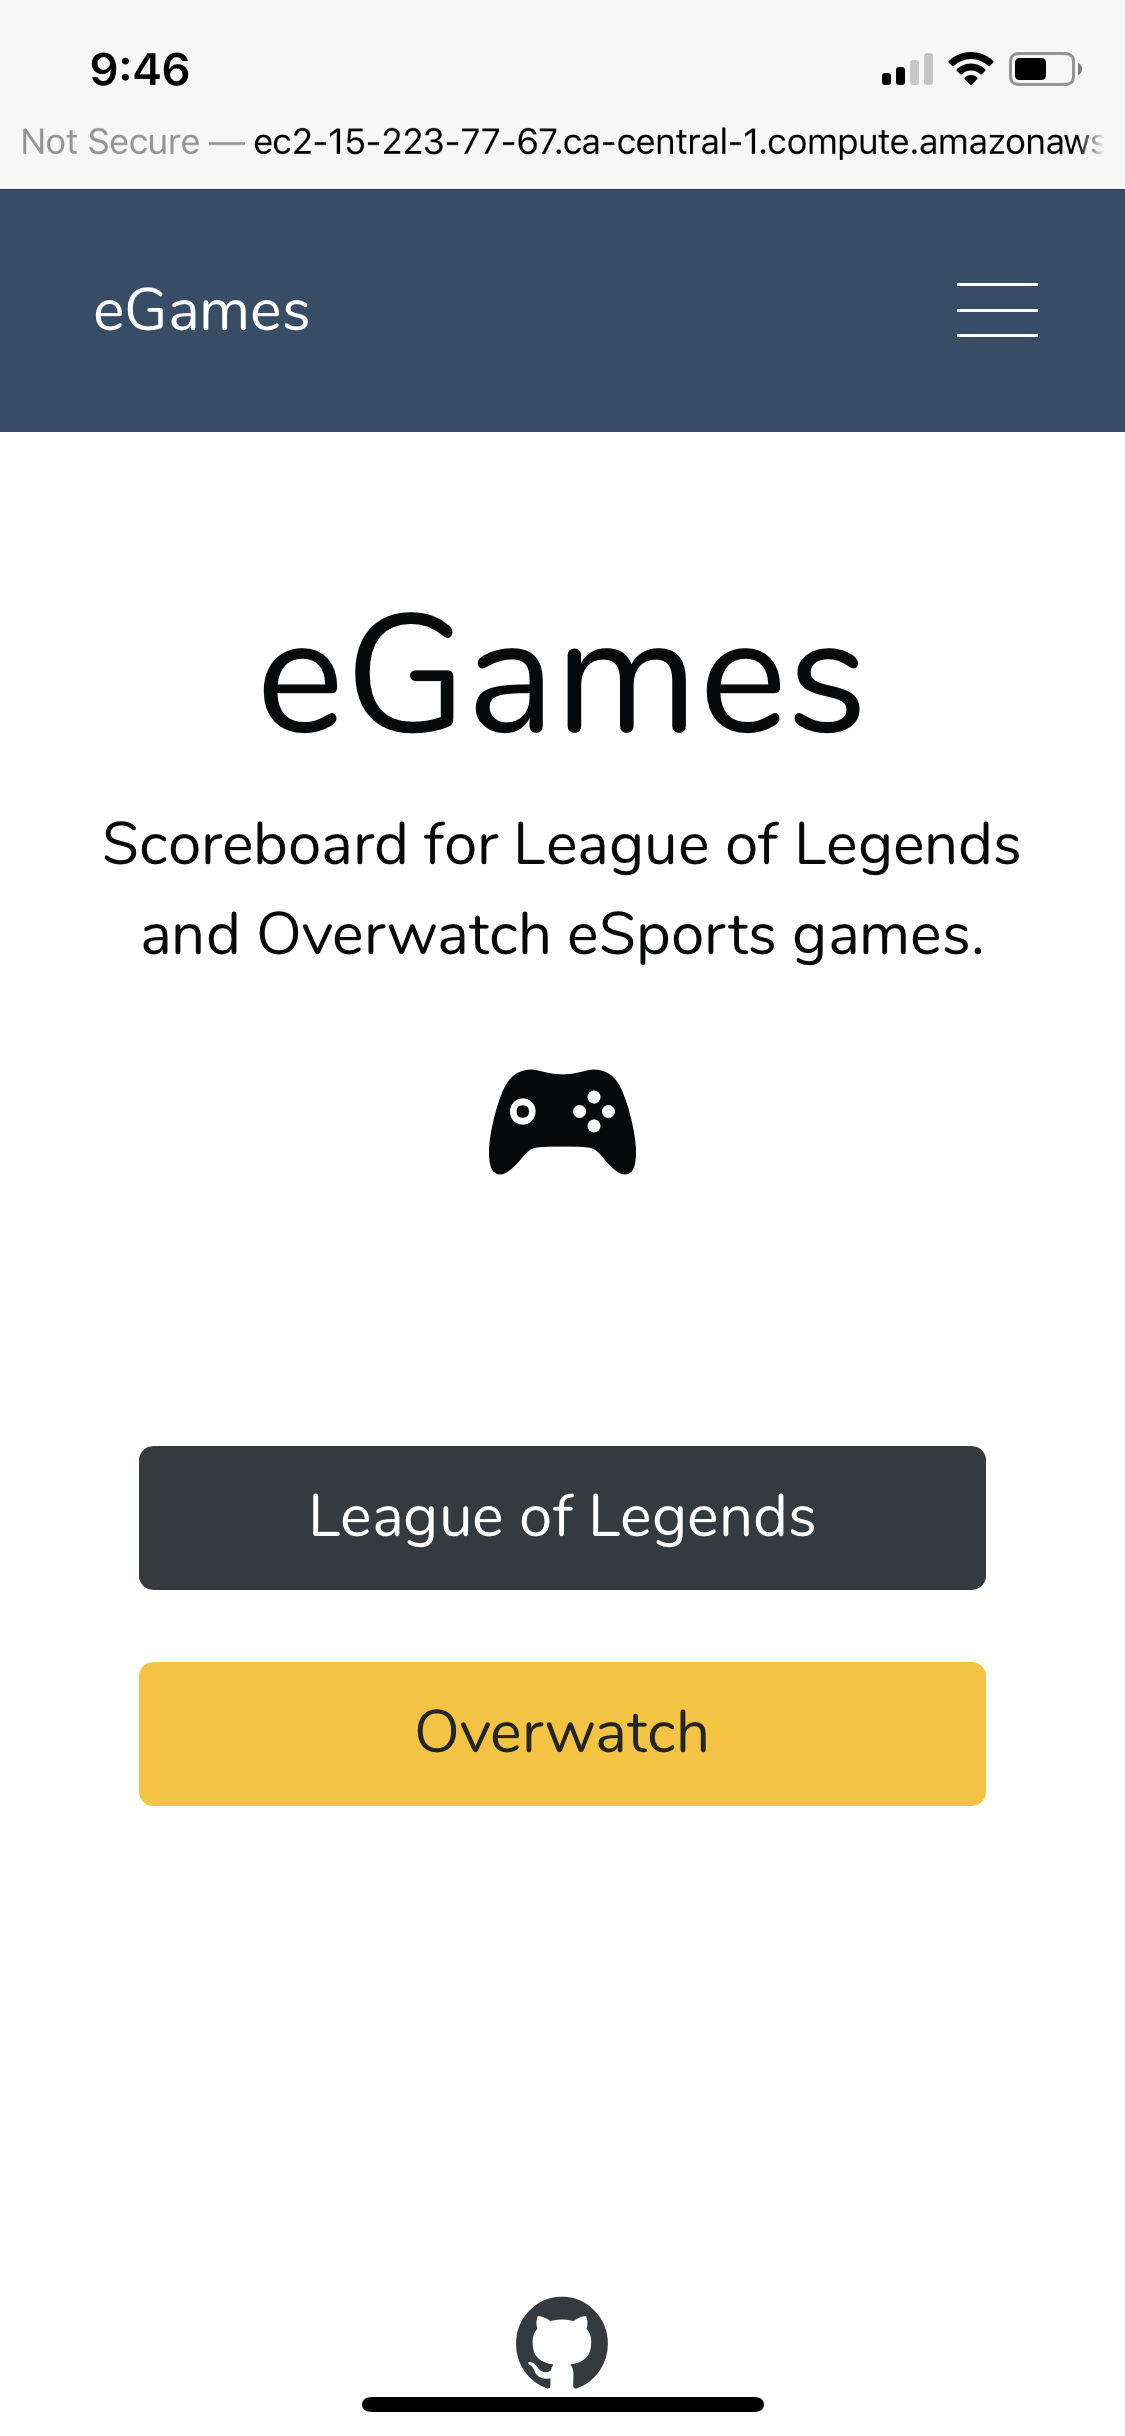 9:46
Not Secure — ec2-15-223-77-67.ca-central-1.compute.amazonaws
eGames
eGames
Scoreboard for League of Legends
and Overwatch eSports games.
League of Legends
Overwatch